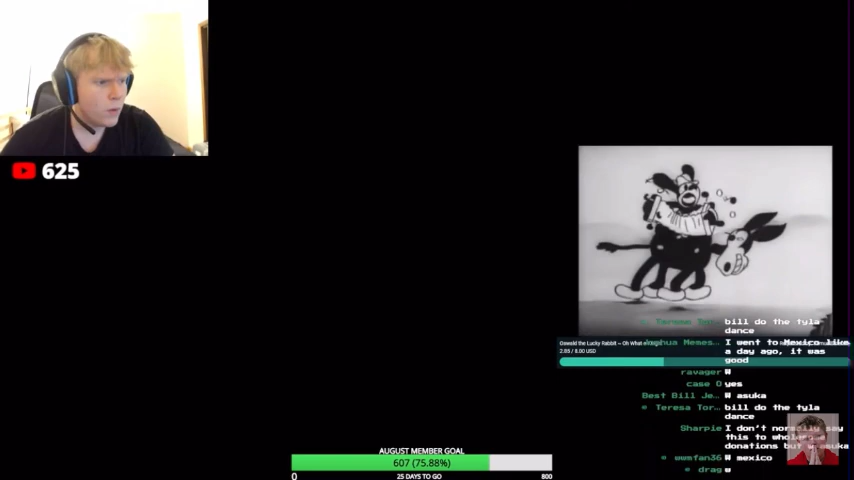 625
bill do the tyla
dance
I went to Mexico like
a day ago, it was
good
Oswald the Lucky Rabbit ~ Oh What
2.83 / 8.00 USD
ravager W
case O yes
Best Bill Je… W asuka
Teresa Tor… bill do the tyla
dance
Sharpie I don't normally say
this to
donations but w asuka
wwmfan36 W mexico
drag w
AUGUST MEMBER GOAL
607 (75.88%)
0 25 DAYS TO GO 800